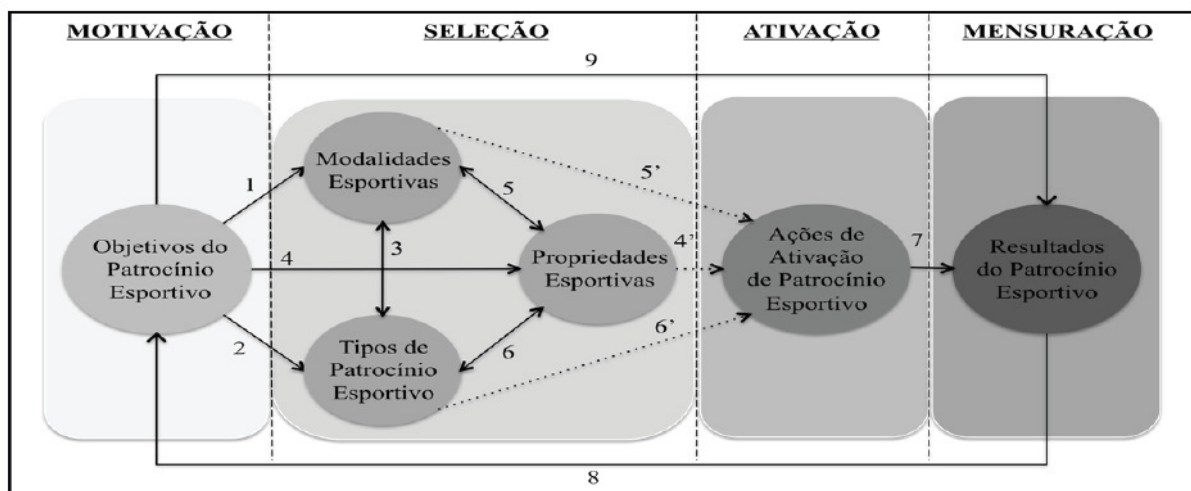 MOTIVAÇÃO
SELEÇÃO
ATIVAÇÃO
MENSURAÇÃO
9
Modalidades
Esportivas
1
5
5’
Objetivos do
Patrocínio
Esportivo
4
3
Propriedades
Esportivas
4’
Ações de
Ativação
de Patrocínio
Esportivo
7
Resultados
do Patrocínio
Esportivo
2
Tipos de
Patrocínio
Esportivo
6
6’
8